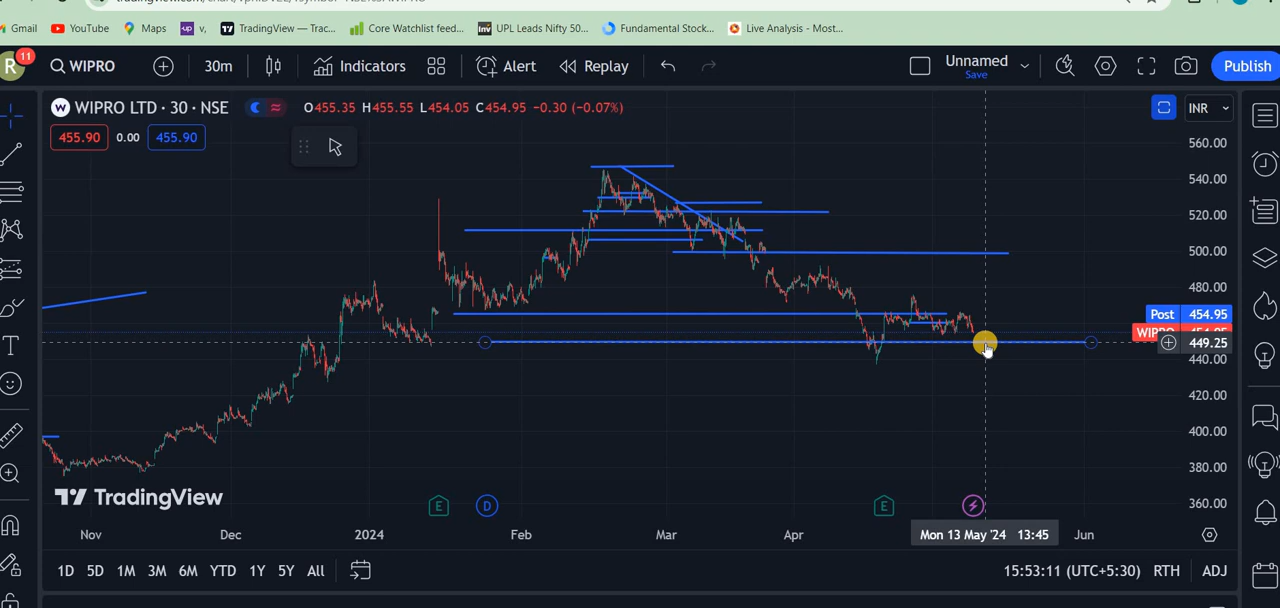 Gmail YouTube Maps v, TradingView — Trac... Core Watchlist feed... UPL Leads Nifty 50... Fundamental Stock... Live Analysis - Most...
R 11 WIPRO 30m Indicators Alert Replay Unnamed Save Publish
WIPRO LTD · 30 · NSE O455.35 H455.55 L454.05 C454.95 -0.30 (-0.07%) INR
455.90 0.00 455.90
560.00
540.00
520.00
500.00
480.00
Post 454.95
449.25
440.00
420.00
400.00
380.00
360.00
TradingView
E D E
Nov Dec 2024 Feb Mar Apr Mon 13 May '24 13:45 Jun
1D 5D 1M 3M 6M YTD 1Y 5Y All 15:53:11 (UTC+5:30) RTH ADJ